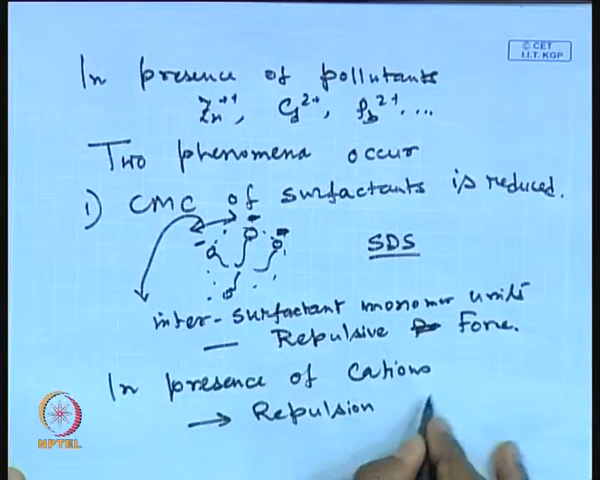 © CET
I.I.T. KGP
In presence of pollutants
Zn++, Cd2+, Pb2+, ...
Two phenomena occur
1) CMC of surfactants is reduced.
SDS
inter-surfactant monomer units
— Repulsive Force.
In presence of Cations
→ Repulsion
NPTEL